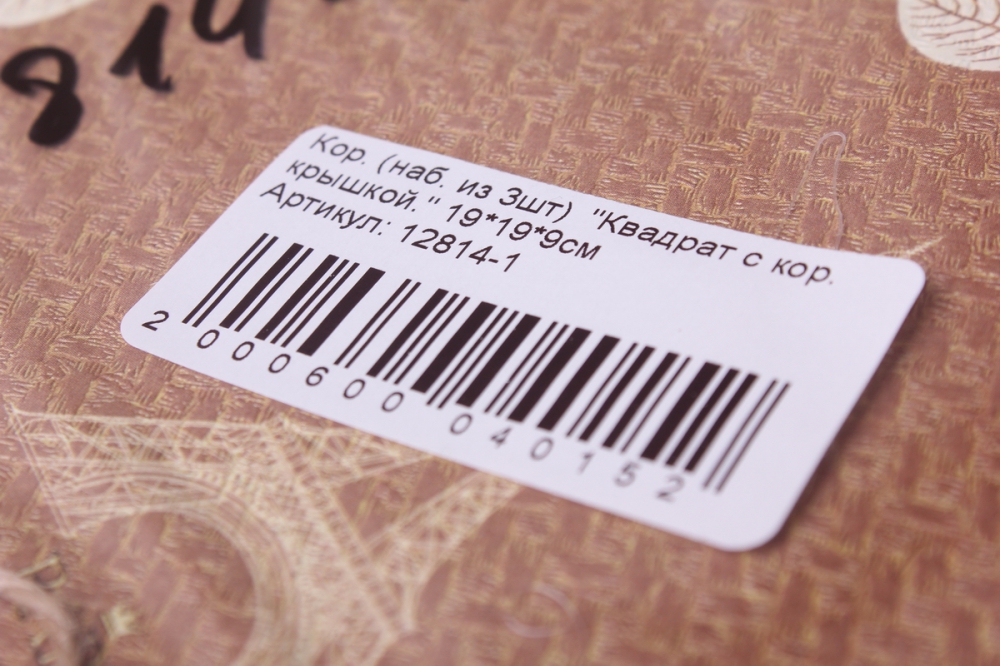 Кор. (наб. из 3шт) "Квадрат с кор.
крышкой." 19*19*9см
Артикул: 12814-1
2 000600 040152